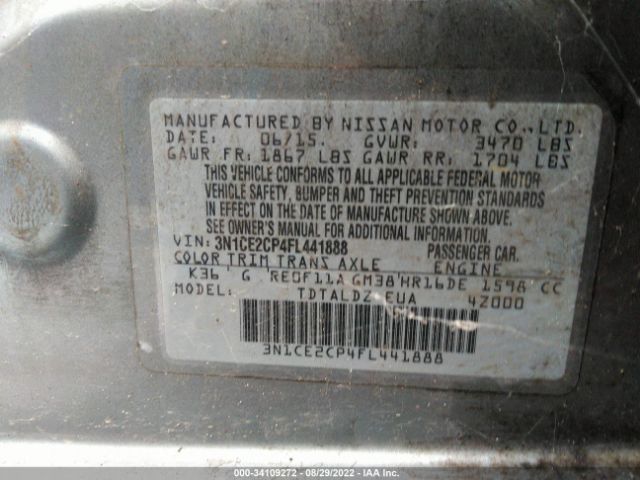 MANUFACTURED BY NISSAN MOTOR CO., LTD.
DATE: 06/15. GVWR: 3470 LBS
GAWR FR: 1867 LBS GAWR RR: 1704 LBS
THIS VEHICLE CONFORMS TO ALL APPLICABLE FEDERAL MOTOR
VEHICLE SAFETY, BUMPER AND THEFT PREVENTION STANDARDS
IN EFFECT ON THE DATE OF MANUFACTURE SHOWN ABOVE.
SEE OWNER'S MANUAL FOR ADDITIONAL INFORMATION
VIN: 3N1CE2CP4FL441888 PASSENGER CAR.
COLOR TRIM TRANS AXLE ENGINE
K36 G RE0F11A GM38 HR16DE 1598 CC
MODEL: TDTALDZ EUA 42000
3N1CE2CP4FL441888
000-34109272 - 08/29/2022 - IAA Inc.